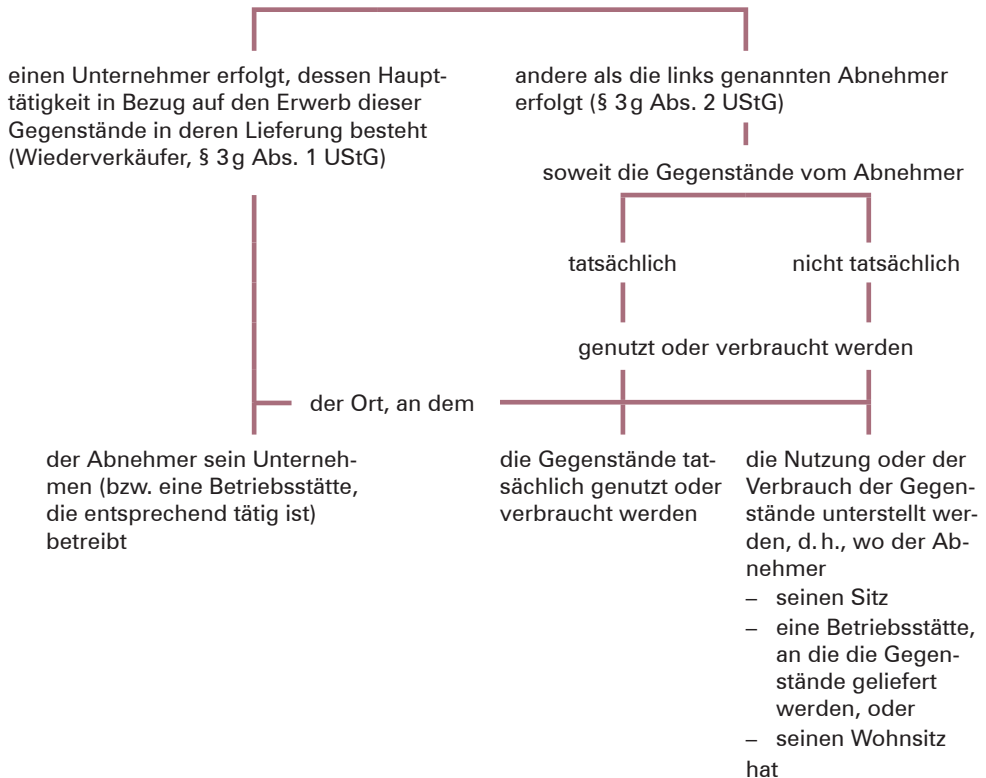 einen Unternehmer erfolgt, dessen Haupt-
tätigkeit in Bezug auf den Erwerb dieser
Gegenstände in deren Lieferung besteht
(Wiederverkäufer, § 3 g Abs. 1 UStG)
andere als die links genannten Abnehmer
erfolgt (§ 3 g Abs. 2 UStG)
soweit die Gegenstände vom Abnehmer
tatsächlich
nicht tatsächlich
genutzt oder verbraucht werden
der Ort, an dem
der Abnehmer sein Unterneh-
men (bzw. eine Betriebsstätte,
die entsprechend tätig ist)
betreibt
die Gegenstände tat-
sächlich genutzt oder
verbraucht werden
die Nutzung oder der
Verbrauch der Gegen-
stände unterstellt wer-
den, d. h., wo der Ab-
nehmer
– seinen Sitz
– eine Betriebsstätte,
an die die Gegen-
stände geliefert
werden, oder
– seinen Wohnsitz
hat